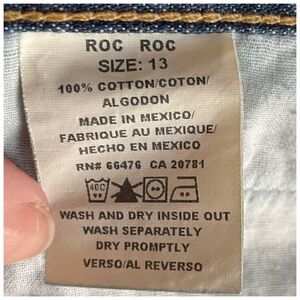 ROC ROC
SIZE: 13
100% COTTON/COTON/
ALGODON
MADE IN MEXICO/
FABRIQUE AU MEXIQUE/
HECHO EN MEXICO
RN# 66476 CA 20781
40C
WASH AND DRY INSIDE OUT
WASH SEPARATELY
DRY PROMPTLY
VERSO/AL REVERSO